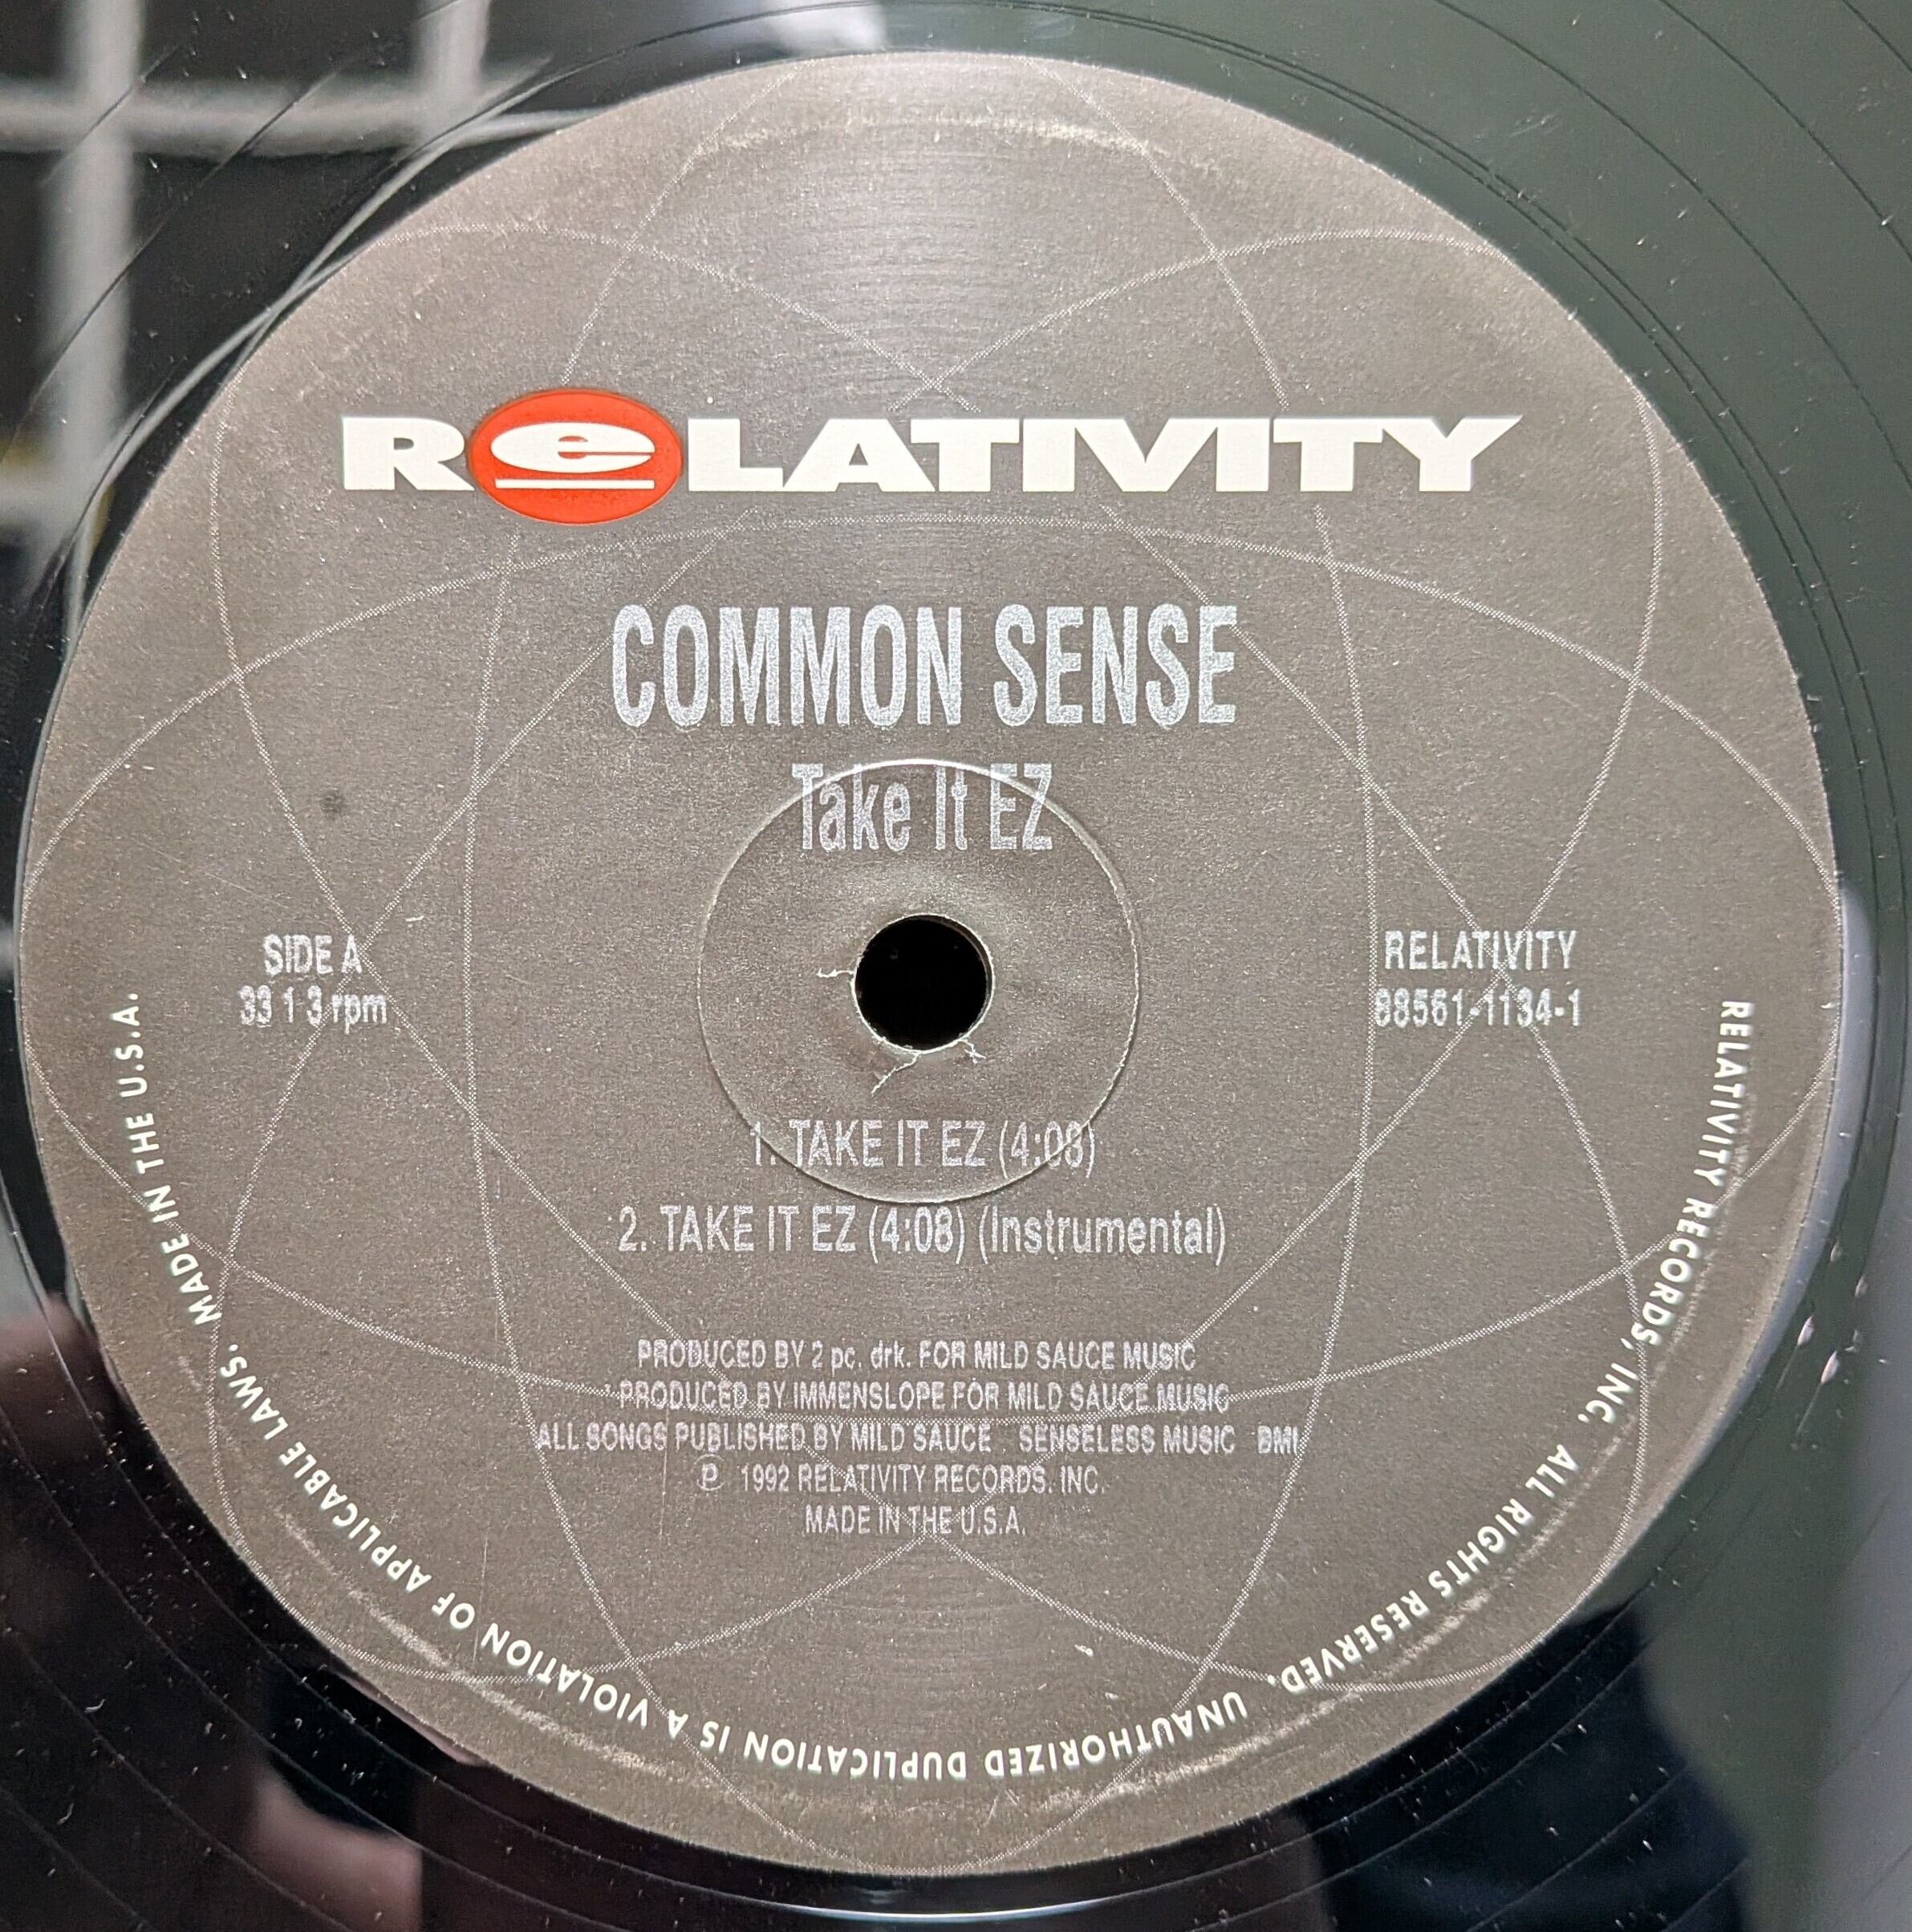 ReLATIVITY
COMMON SENSE
Take It EZ
SIDE A
33 1 3 rpm
RELATIVITY
88561-1134-1
1. TAKE IT EZ (4:08)
2. TAKE IT EZ (4:08) (Instrumental)
PRODUCED BY 2 pc. drk. FOR MILD SAUCE MUSIC
PRODUCED BY IMMENSLOPE FOR MILD SAUCE MUSIC
ALL SONGS PUBLISHED BY MILD SAUCE SENSELESS MUSIC BMI
℗ 1992 RELATIVITY RECORDS, INC.
MADE IN THE U.S.A.
RELATIVITY RECORDS, INC. ALL RIGHTS RESERVED. UNAUTHORIZED DUPLICATION IS A VIOLATION OF APPLICABLE LAWS. MADE IN THE U.S.A.